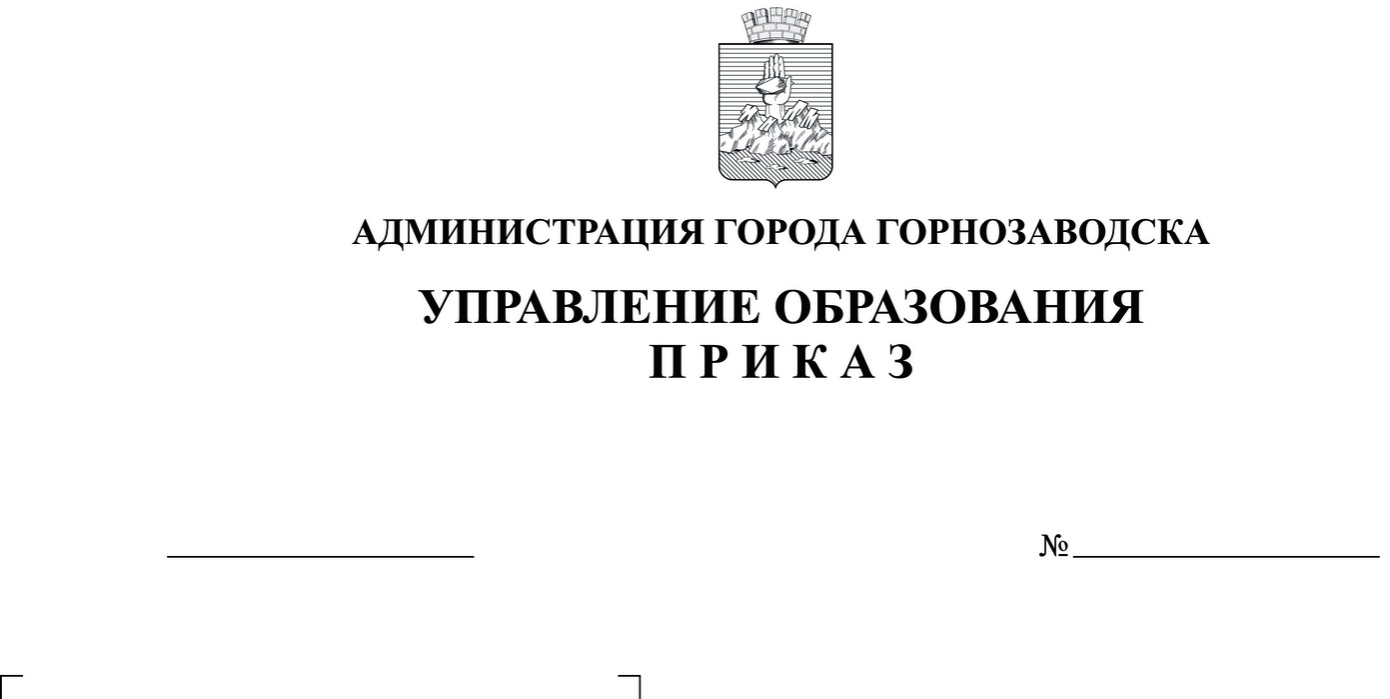 АДМИНИСТРАЦИЯ ГОРОДА ГОРНОЗАВОДСКА
УПРАВЛЕНИЕ ОБРАЗОВАНИЯ
П Р И К А З
№